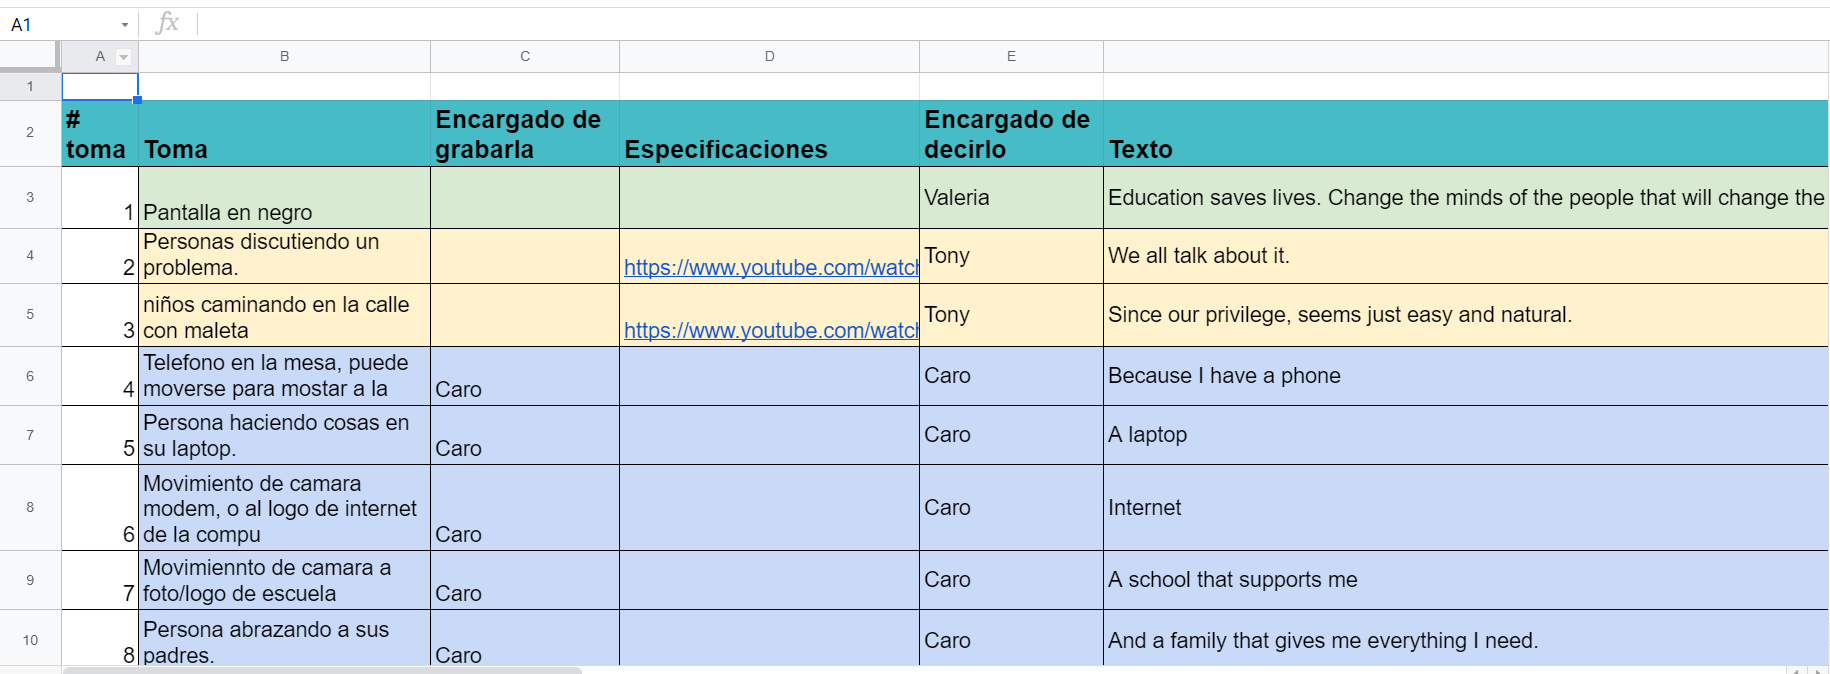 A1
fx
A B C D E
1
2 # toma Toma Encargado de grabarla Especificaciones Encargado de decirlo Texto
3 1 Pantalla en negro Valeria Education saves lives. Change the minds of the people that will change the
4 2 Personas discutiendo un problema. https://www.youtube.com/watch Tony We all talk about it.
5 3 niños caminando en la calle con maleta https://www.youtube.com/watch Tony Since our privilege, seems just easy and natural.
6 4 Telefono en la mesa, puede moverse para mostar a la Caro Caro Because I have a phone
7 5 Persona haciendo cosas en su laptop. Caro Caro A laptop
8 6 Movimiento de camara modem, o al logo de internet de la compu Caro Caro Internet
9 7 Movimiennto de camara a foto/logo de escuela Caro Caro A school that supports me
10 8 Persona abrazando a sus padres. Caro Caro And a family that gives me everything I need.